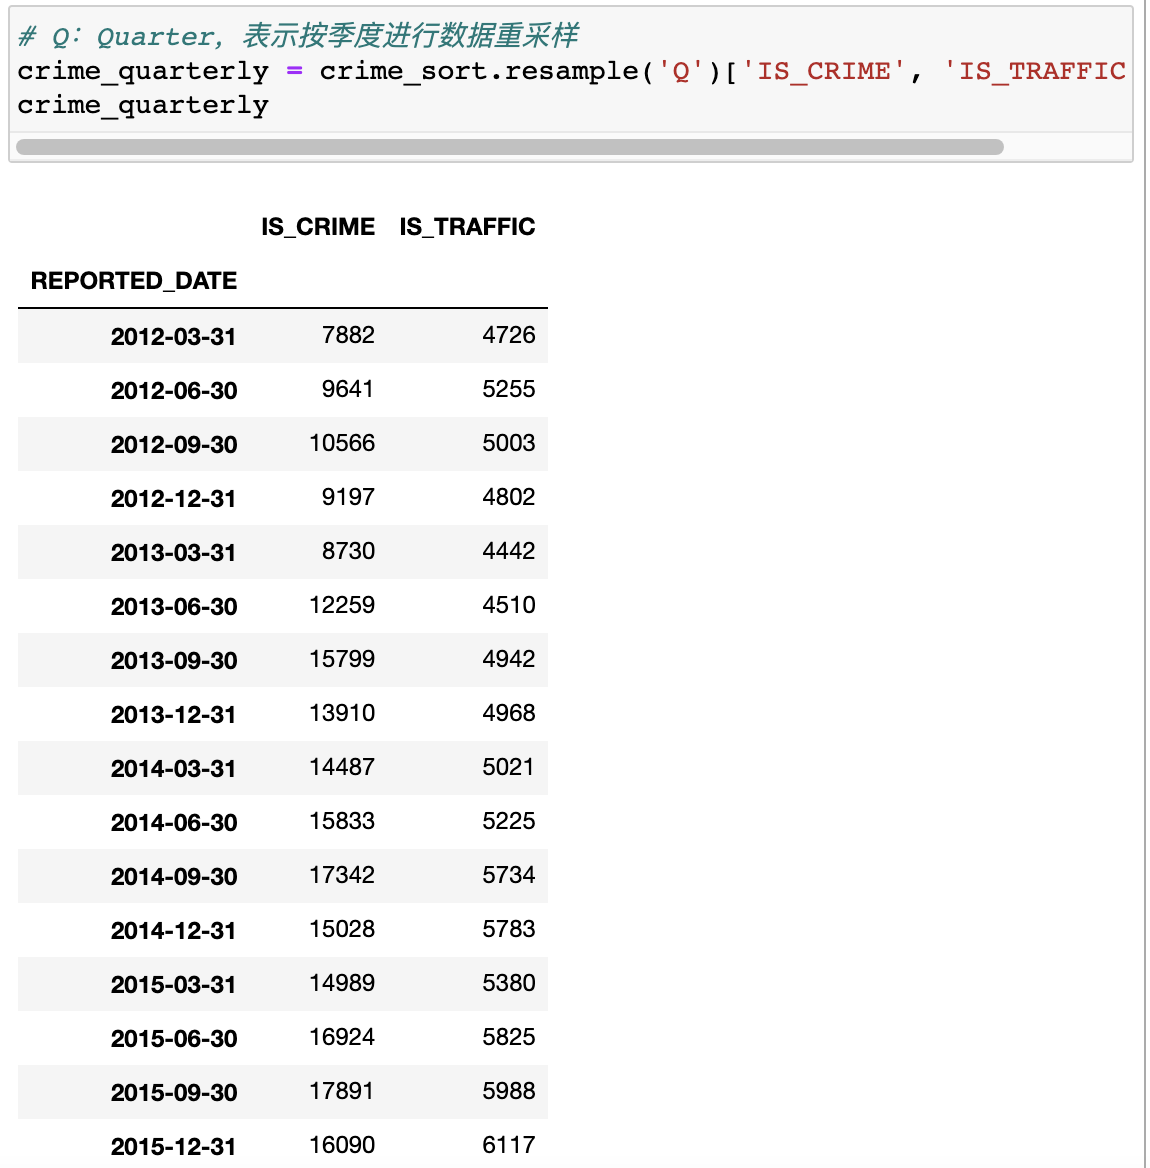 # Q: Quarter, 表示按季度进行数据重采样
crime_quarterly = crime_sort.resample('Q')['IS_CRIME', 'IS_TRAFFIC
crime_quarterly
IS_CRIME IS_TRAFFIC
REPORTED_DATE
2012-03-31 7882 4726
2012-06-30 9641 5255
2012-09-30 10566 5003
2012-12-31 9197 4802
2013-03-31 8730 4442
2013-06-30 12259 4510
2013-09-30 15799 4942
2013-12-31 13910 4968
2014-03-31 14487 5021
2014-06-30 15833 5225
2014-09-30 17342 5734
2014-12-31 15028 5783
2015-03-31 14989 5380
2015-06-30 16924 5825
2015-09-30 17891 5988
2015-12-31 16090 6117